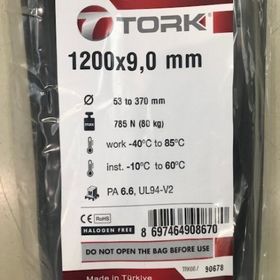 TORK
1200x9,0 mm
Ø 53 to 370 mm
785 N (80 kg)
work -40°C to 85°C
inst. -10°C to 60°C
PA 6.6, UL94-V2
CE RoHS
HALOGEN FREE
8 697464 908670
DO NOT OPEN THE BAG BEFORE USE
90678
Made in Türkiye